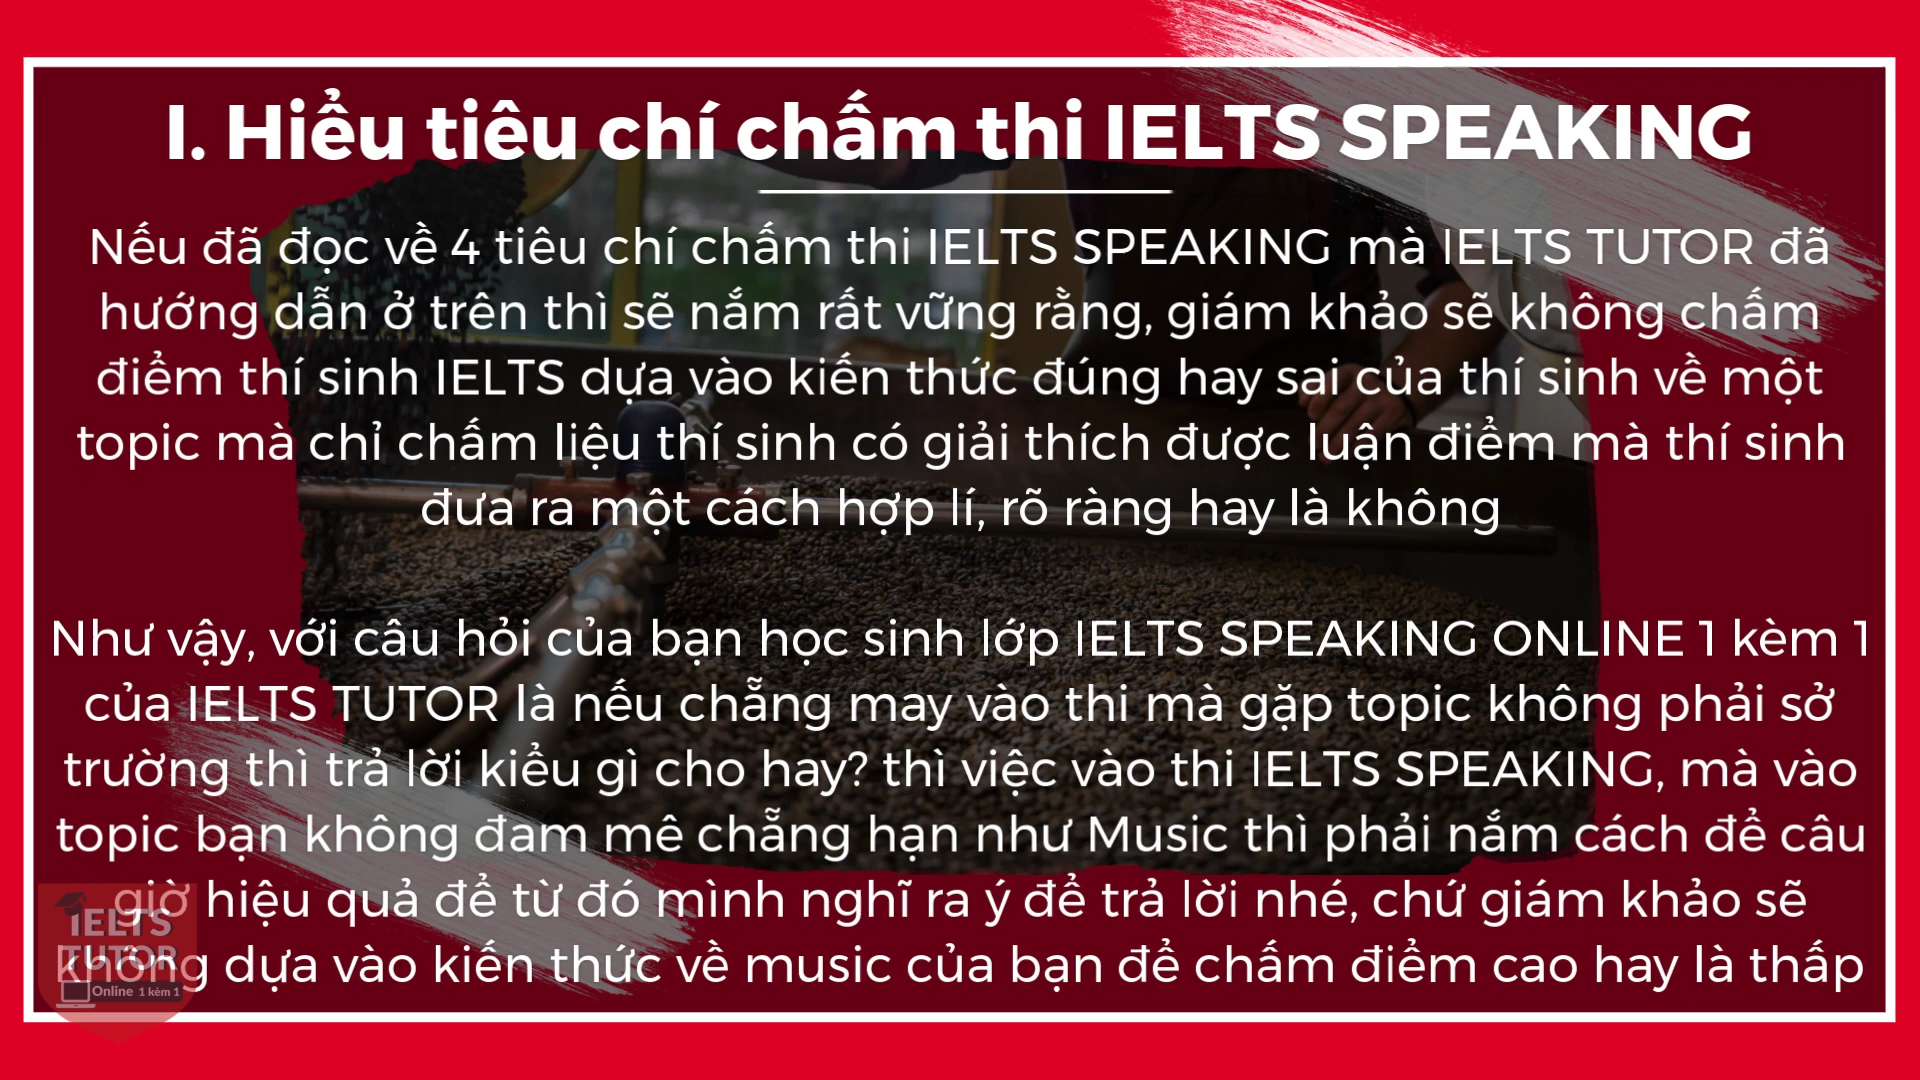 I. Hiểu tiêu chí chấm thi IELTS SPEAKING
Nếu đã đọc về 4 tiêu chí chấm thi IELTS SPEAKING mà IELTS TUTOR đã
hướng dẫn ở trên thì sẽ nắm rất vững rằng, giám khảo sẽ không chấm
điểm thí sinh IELTS dựa vào kiến thức đúng hay sai của thí sinh về một
topic mà chỉ chấm liệu thí sinh có giải thích được luận điểm mà thí sinh
đưa ra một cách hợp lí, rõ ràng hay là không
Như vậy, với câu hỏi của bạn học sinh lớp IELTS SPEAKING ONLINE 1 kèm 1
của IELTS TUTOR là nếu chẵng may vào thi mà gặp topic không phải sở
trường thì trả lời kiểu gì cho hay? thì việc vào thi IELTS SPEAKING, mà vào
topic bạn không đam mê chẵng hạn như Music thì phải nắm cách để câu
giờ hiệu quả để từ đó mình nghĩ ra ý để trả lời nhé, chứ giám khảo sẽ
không dựa vào kiến thức về music của bạn để chấm điểm cao hay là thấp
IELTS
TUTOR
Online 1 kèm 1